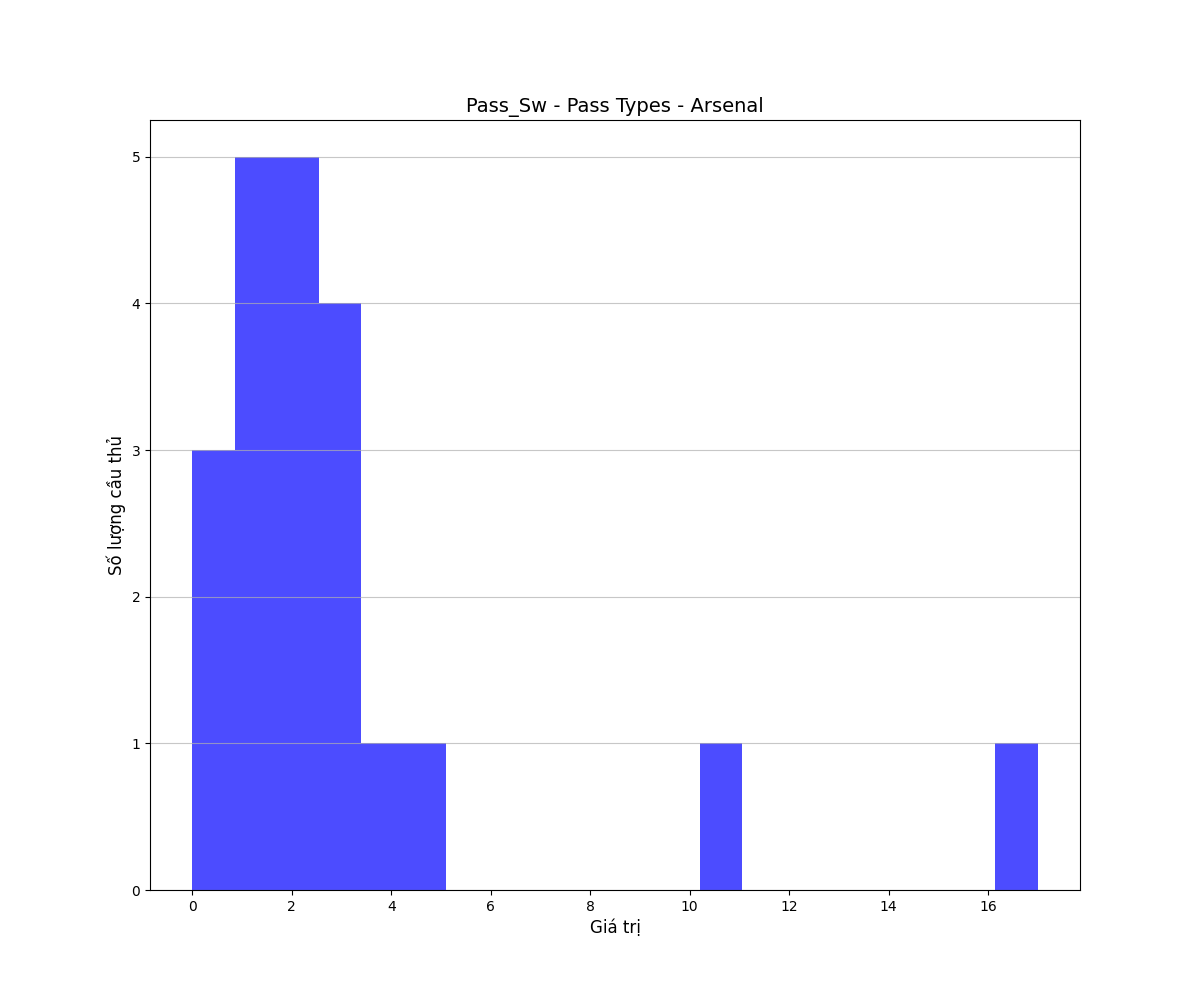 Pass_Sw - Pass Types - Arsenal
5
4
3
2
1
0
Số lượng cầu thủ
0 2 4 6 8 10 12 14 16
Giá trị